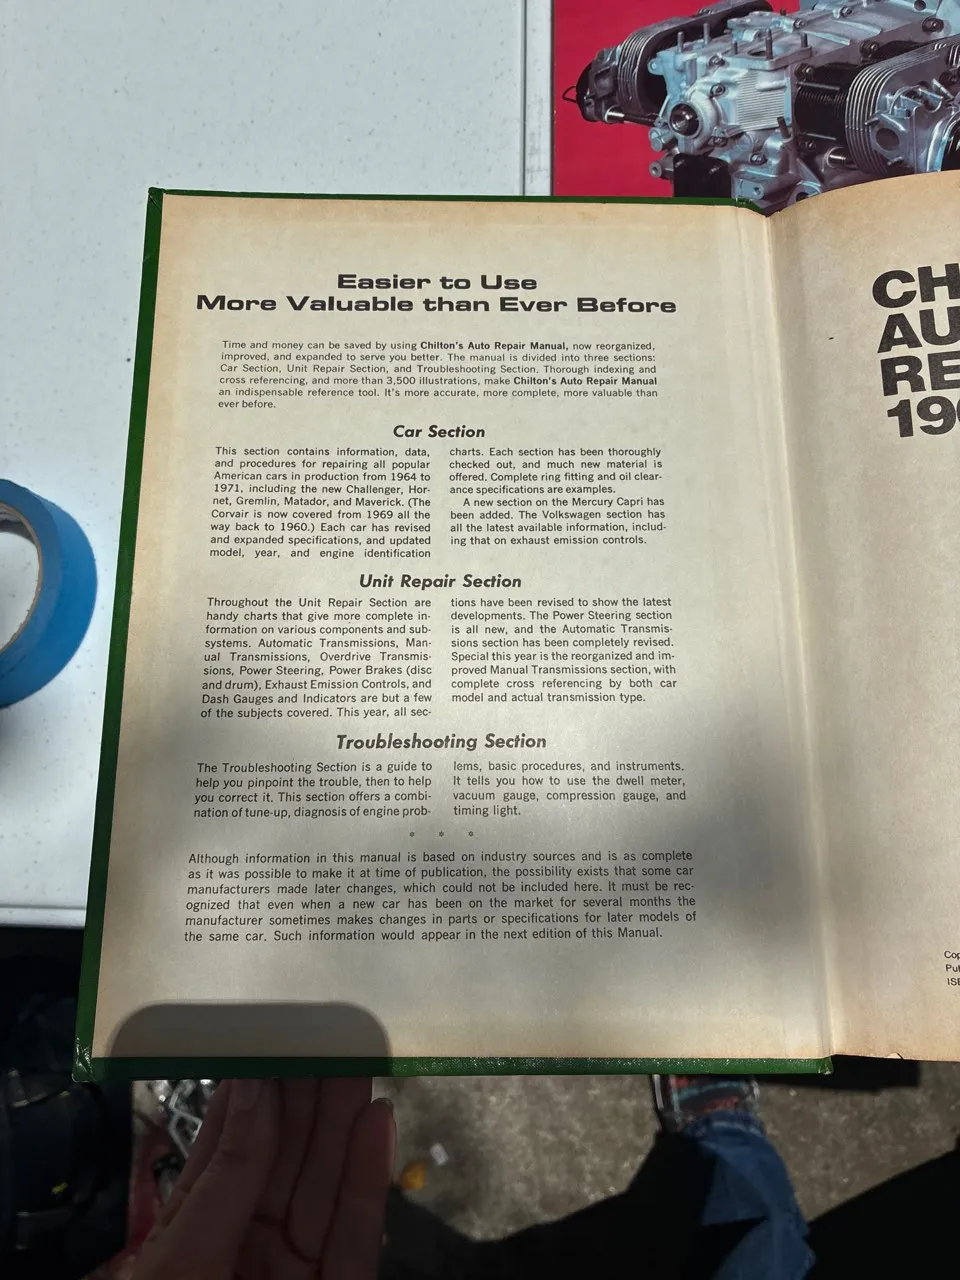 Easier to Use
More Valuable than Ever Before
Time and money can be saved by using Chilton's Auto Repair Manual, now reorganized,
improved, and expanded to serve you better. The manual is divided into three sections:
Car Section, Unit Repair Section, and Troubleshooting Section. Thorough indexing and
cross referencing, and more than 3,500 illustrations, make Chilton's Auto Repair Manual
an indispensable reference tool. It's more accurate, more complete, more valuable than
ever before.
Car Section
This section contains information, data,
and procedures for repairing all popular
American cars in production from 1964 to
1971, including the new Challenger, Hor-
net, Gremlin, Matador, and Maverick. (The
Corvair is now covered from 1969 all the
way back to 1960.) Each car has revised
and expanded specifications, and updated
model, year, and engine identification
charts. Each section has been thoroughly
checked out, and much new material is
offered. Complete ring fitting and oil clear-
ance specifications are examples.
A new section on the Mercury Capri has
been added. The Volkswagen section has
all the latest available information, includ-
ing that on exhaust emission controls.
Unit Repair Section
Throughout the Unit Repair Section are
handy charts that give more complete in-
formation on various components and sub-
systems. Automatic Transmissions, Man-
ual Transmissions, Overdrive Transmis-
sions, Power Steering, Power Brakes (disc
and drum), Exhaust Emission Controls, and
Dash Gauges and Indicators are but a few
of the subjects covered. This year, all sec-
tions have been revised to show the latest
developments. The Power Steering section
is all new, and the Automatic Transmis-
sions section has been completely revised.
Special this year is the reorganized and im-
proved Manual Transmissions section, with
complete cross referencing by both car
model and actual transmission type.
Troubleshooting Section
The Troubleshooting Section is a guide to
help you pinpoint the trouble, then to help
you correct it. This section offers a combi-
nation of tune-up, diagnosis of engine prob-
lems, basic procedures, and instruments.
It tells you how to use the dwell meter,
vacuum gauge, compression gauge, and
timing light.
* * *
Although information in this manual is based on industry sources and is as complete
as it was possible to make it at time of publication, the possibility exists that some car
manufacturers made later changes, which could not be included here. It must be rec-
ognized that even when a new car has been on the market for several months the
manufacturer sometimes makes changes in parts or specifications for later models of
the same car. Such information would appear in the next edition of this Manual.
CH
AU
RE
19